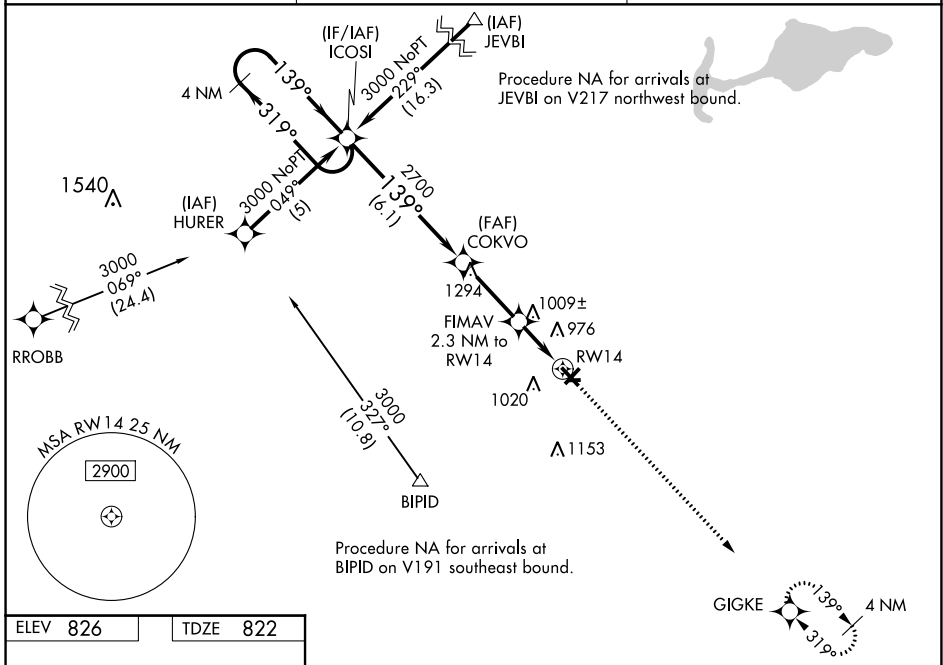 (IAF)
JEVBI
(IF/IAF)
ICOSI
3000 NoPT
229°
(16.3)
Procedure NA for arrivals at
JEVBI on V217 northwest bound.
4 NM
139°
319°
1540
(IAF)
HURER
3000 NoPT
049°
(5)
2700
139°
(6.1)
(FAF)
COKVO
1294
3000
069°
(24.4)
RROBB
FIMAV
2.3 NM to
RW14
1009±
976
RW14
1020
1153
3000
327°
(10.8)
BIPID
MSA RW14 25 NM
2900
Procedure NA for arrivals at
BIPID on V191 southeast bound.
GIGKE
139°
319°
4 NM
ELEV 826
TDZE 822